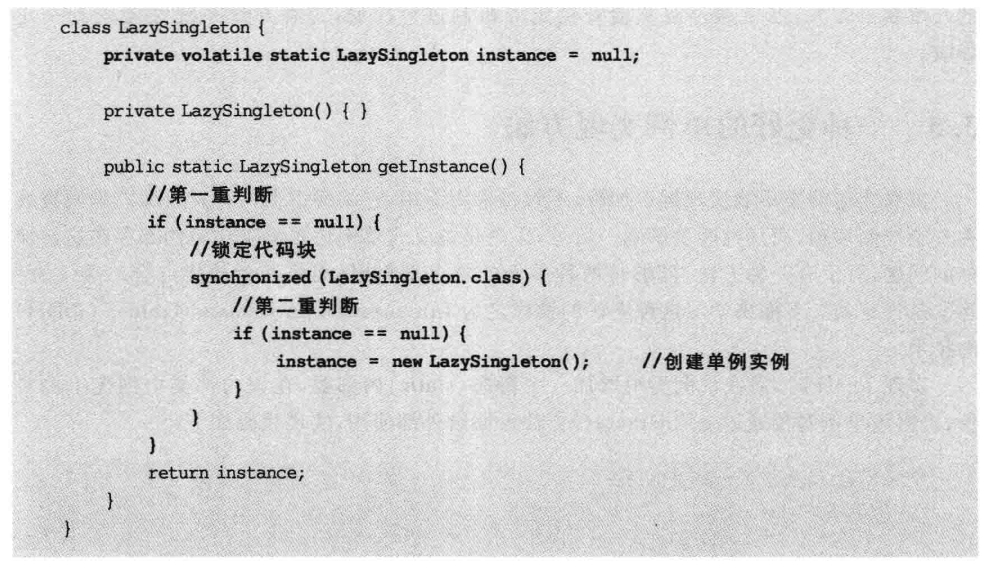 class LazySingleton {
    private volatile static LazySingleton instance = null;
    private LazySingleton() { }
    public static LazySingleton getInstance() {
        //第一重判断
        if (instance == null) {
            //锁定代码块
            synchronized (LazySingleton.class) {
                //第二重判断
                if (instance == null) {
                    instance = new LazySingleton();    //创建单例实例
                }
            }
        }
        return instance;
    }
}